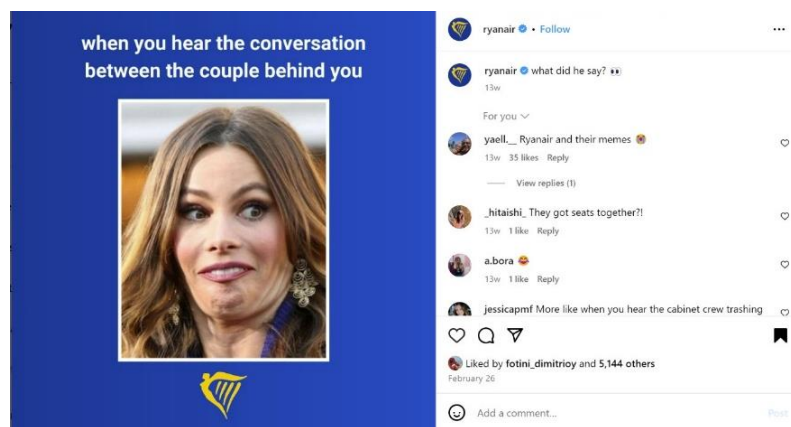 when you hear the conversation
between the couple behind you
ryanair • Follow
ryanair what did he say? 👀
13w
For you
yaell.__ Ryanair and their memes
13w 35 likes Reply
View replies (1)
_hitaishi_ They got seats together?!
13w 1 like Reply
a.bora 😂
13w 1 like Reply
jessicapmf More like when you hear the cabinet crew trashing
Liked by fotini_dimitrioy and 5,144 others
February 26
Add a comment...
Post